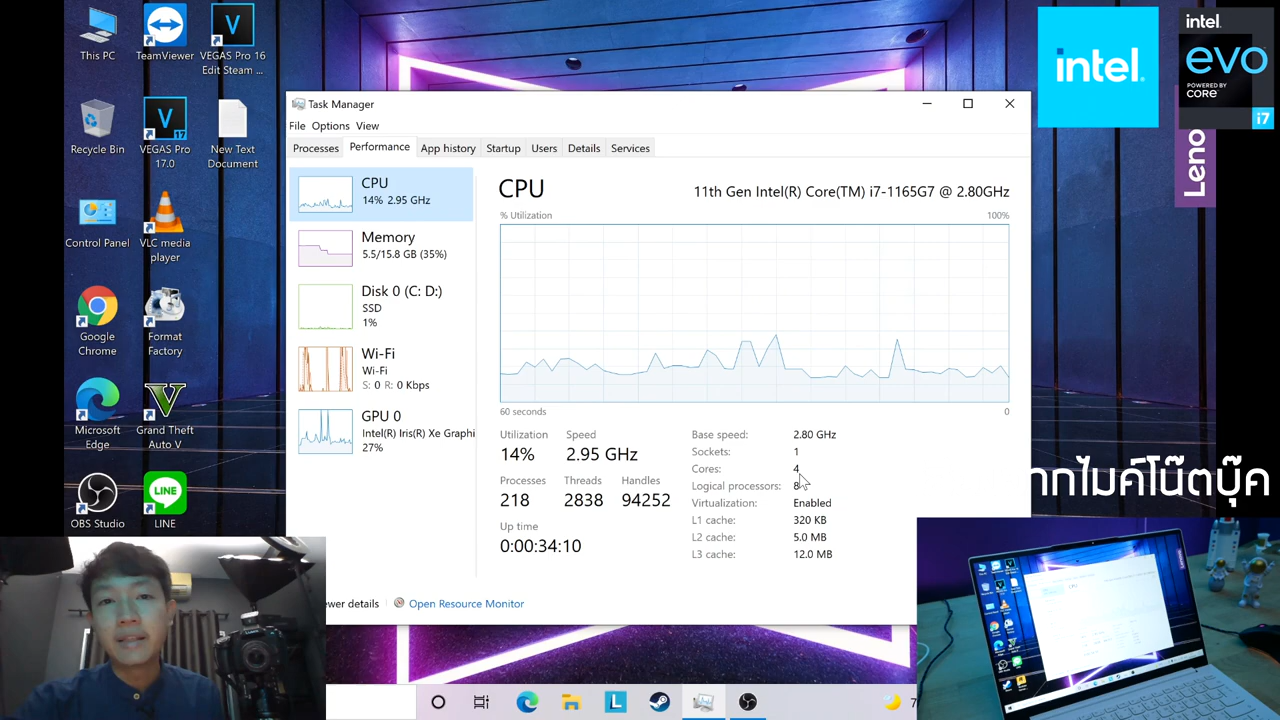 This PC
TeamViewer
VEGAS Pro 16
Edit Steam ...
Recycle Bin
VEGAS Pro
17.0
New Text
Document
Control Panel
VLC media
player
Google
Chrome
Format
Factory
Microsoft
Edge
Grand Theft
Auto V
OBS Studio
LINE
Task Manager
File Options View
Processes Performance App history Startup Users Details Services
CPU
14% 2.95 GHz
Memory
5.5/15.8 GB (35%)
Disk 0 (C: D:)
SSD
1%
Wi-Fi
Wi-Fi
S: 0 R: 0 Kbps
GPU 0
Intel(R) Iris(R) Xe Graphi
27%
CPU
11th Gen Intel(R) Core(TM) i7-1165G7 @ 2.80GHz
% Utilization
100%
60 seconds
0
Utilization
14%
Speed
2.95 GHz
Processes
218
Threads
2838
Handles
94252
Up time
0:00:34:10
Base speed: 2.80 GHz
Sockets: 1
Cores: 4
Logical processors: 8
Virtualization: Enabled
L1 cache: 320 KB
L2 cache: 5.0 MB
L3 cache: 12.0 MB
ewer details
Open Resource Monitor
intel.
intel.
evo
POWERED BY
CORE
i7
Leno
ากไมค์โน๊ตบุ๊ค
7